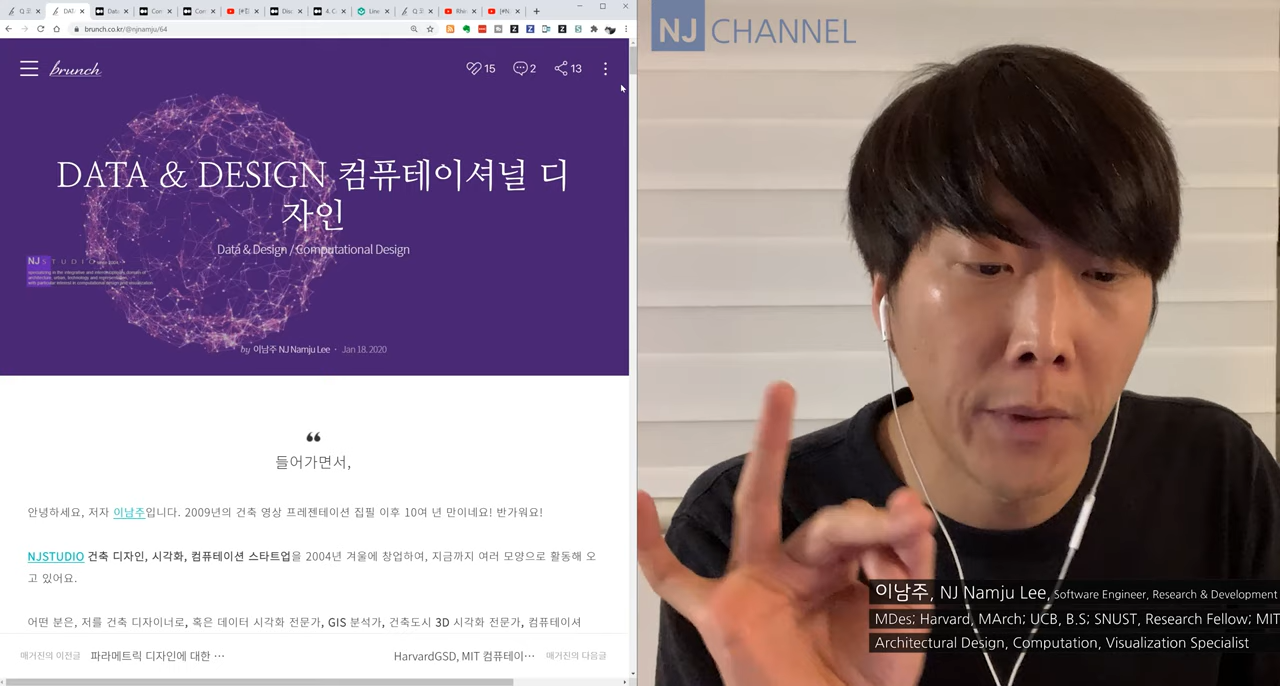 Q 코
DATA
Data
Con
Con
[#컴
Disc
4. C
Line
Q 코
Rhin
[#N.
brunch.co.kr/@njnamju/64
brunch
15
2
13
DATA & DESIGN 컴퓨테이셔널 디
자인
Data & Design / Computational Design
NJSTUDIO
by 이남주 NJ Namju Lee · Jan 18. 2020
❝
들어가면서,
안녕하세요, 저자 이남주입니다. 2009년의 건축 영상 프레젠테이션 집필 이후 10여 년 만이네요! 반가워요!
NJSTUDIO 건축 디자인, 시각화, 컴퓨테이션 스타트업을 2004년 겨울에 창업하여, 지금까지 여러 모양으로 활동해 오
고 있어요.
어떤 분은, 저를 건축 디자이너로, 혹은 데이터 시각화 전문가, GIS 분석가, 건축도시 3D 시각화 전문가, 컴퓨테이셔
매거진의 이전글 파라메트릭 디자인에 대한 ⋯
HarvardGSD, MIT 컴퓨테이⋯ 매거진의 다음글
NJ CHANNEL
이남주, NJ Namju Lee, Software Engineer, Research & Development
MDes; Harvard, MArch; UCB, B.S; SNUST, Research Fellow; MIT
Architectural Design, Computation, Visualization Specialist